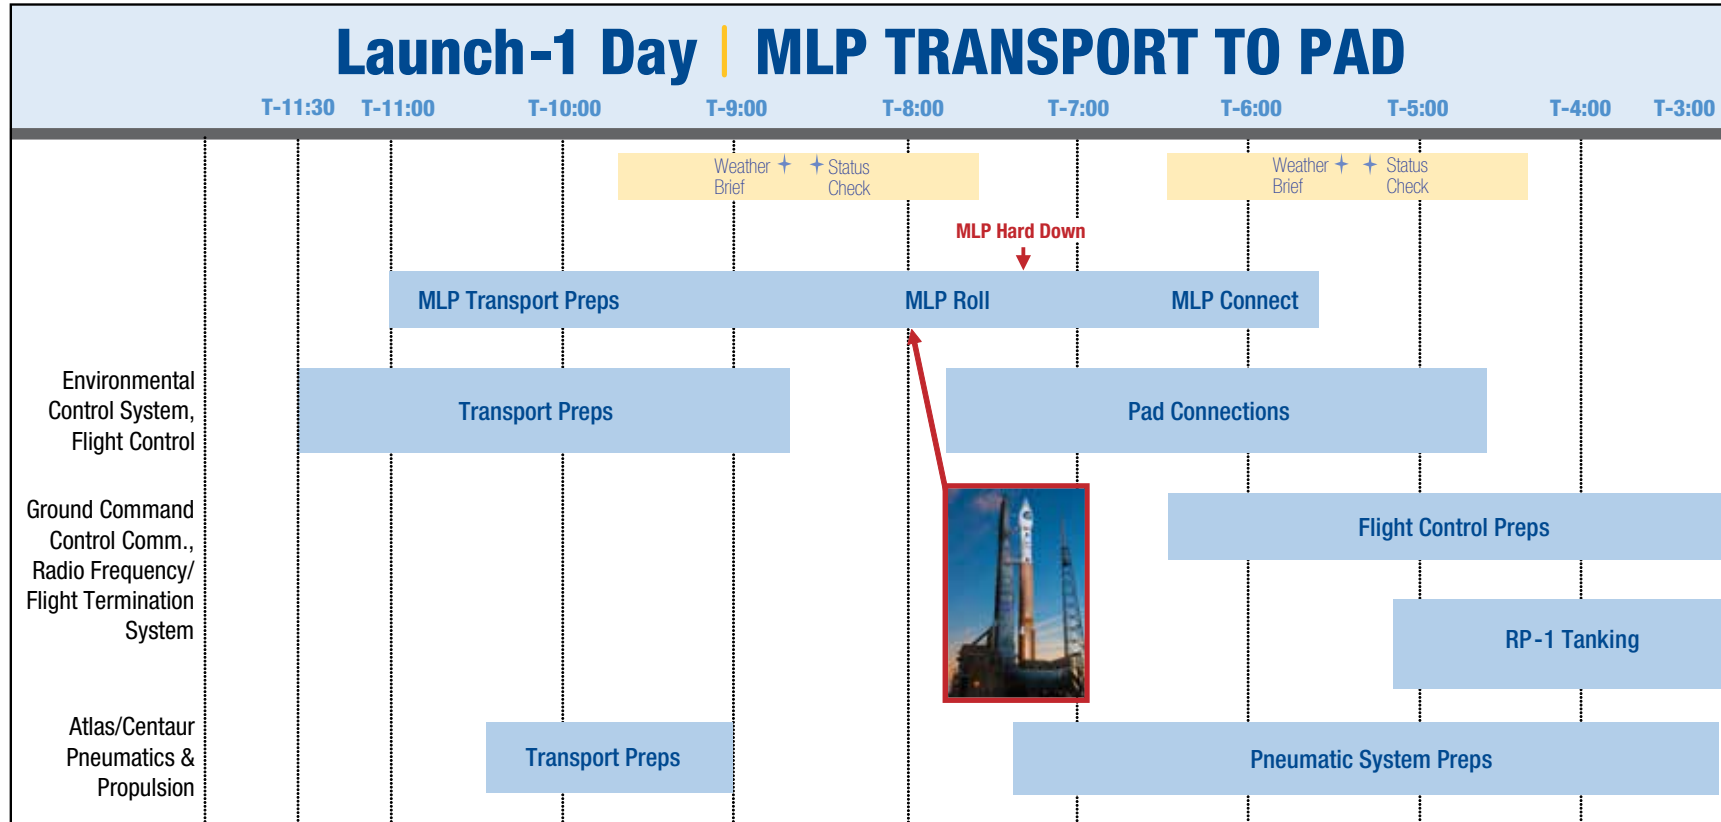 Launch-1 Day | MLP TRANSPORT TO PAD
T-11:30 T-11:00 T-10:00 T-9:00 T-8:00 T-7:00 T-6:00 T-5:00 T-4:00 T-3:00
Weather
Brief
Status
Check
Weather
Brief
Status
Check
MLP Hard Down
MLP Transport Preps
MLP Roll
MLP Connect
Environmental
Control System,
Flight Control
Transport Preps
Pad Connections
Ground Command
Control Comm.,
Radio Frequency/
Flight Termination
System
Flight Control Preps
RP-1 Tanking
Atlas/Centaur
Pneumatics &
Propulsion
Transport Preps
Pneumatic System Preps